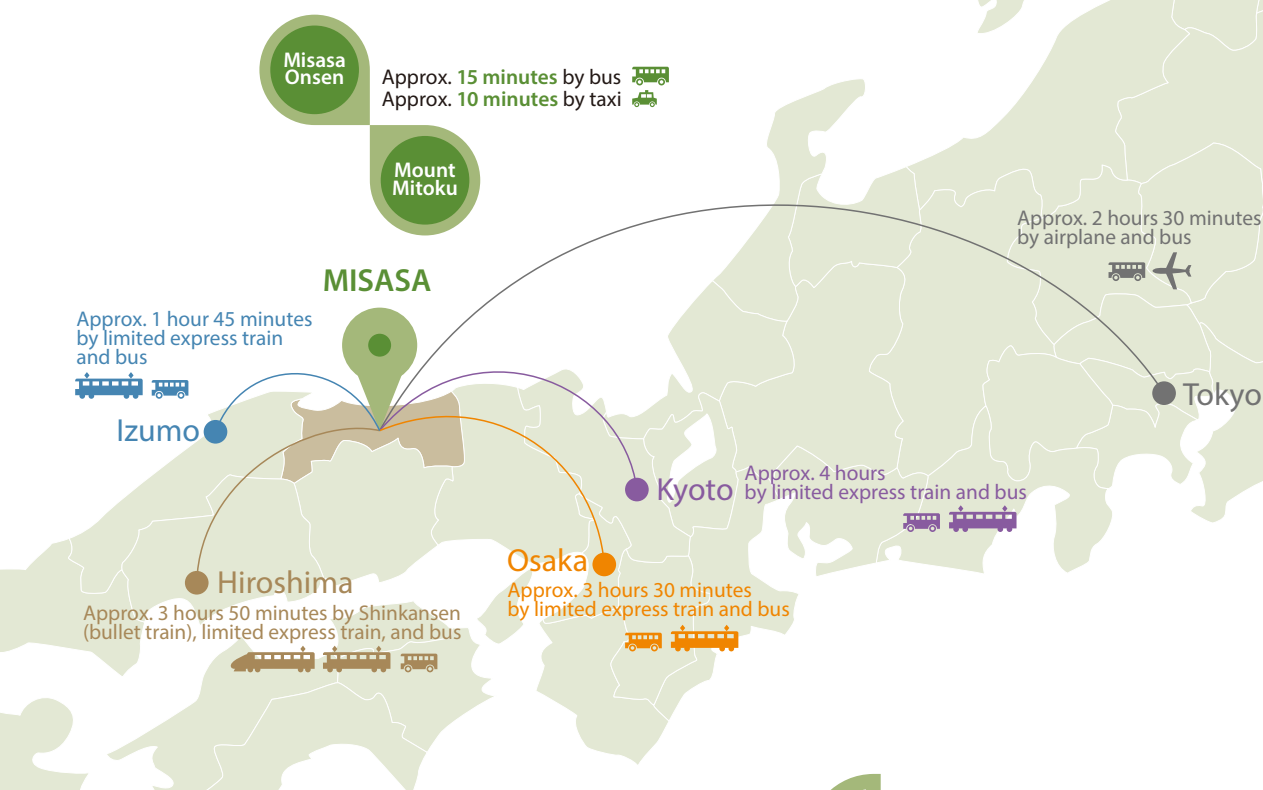 Misasa
Onsen
Approx. 15 minutes by bus
Approx. 10 minutes by taxi
Mount
Mitoku
Approx. 2 hours 30 minutes
by airplane and bus
MISASA
Approx. 1 hour 45 minutes
by limited express train
and bus
Tokyo
Izumo
Kyoto
Approx. 4 hours
by limited express train and bus
Osaka
Approx. 3 hours 30 minutes
by limited express train and bus
Hiroshima
Approx. 3 hours 50 minutes by Shinkansen
(bullet train), limited express train, and bus